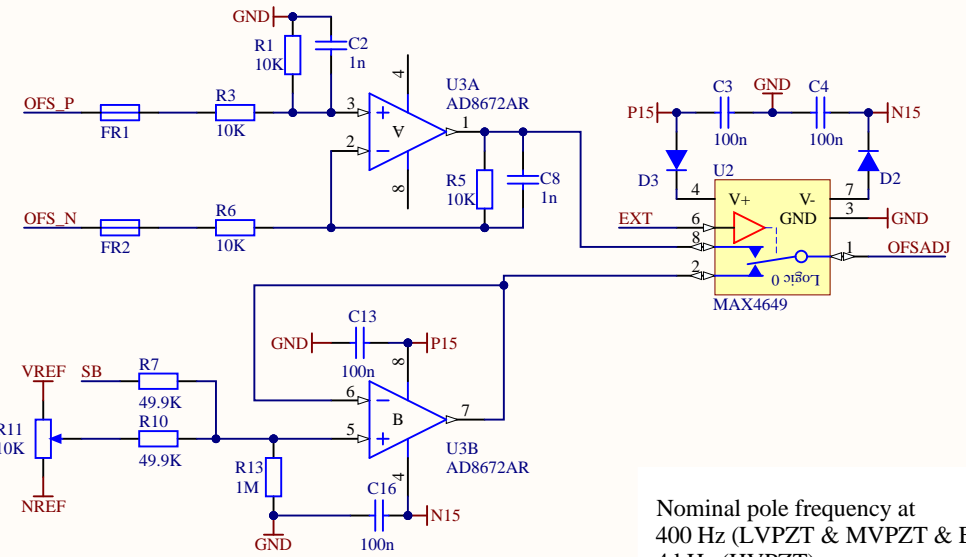 GND
R1
10K
C2
1n
4
U3A
AD8672AR
OFS_P
FR1
R3
10K
3
A
1
2
8
R5
10K
C8
1n
OFS_N
FR2
R6
10K
C3
100n
GND
C4
100n
P15
N15
D3
U2
D2
4
V+
V-
7
EXT
6
GND
3
GND
8
1
OFSADJ
2
Logic 0
MAX4649
C13
GND
100n
P15
8
VREF
SB
R7
49.9K
6
B
7
R11
10K
R10
49.9K
5
U3B
AD8672AR
NREF
R13
1M
4
C16
100n
N15
GND
Nominal pole frequency at
400 Hz (LVPZT & MVPZT &